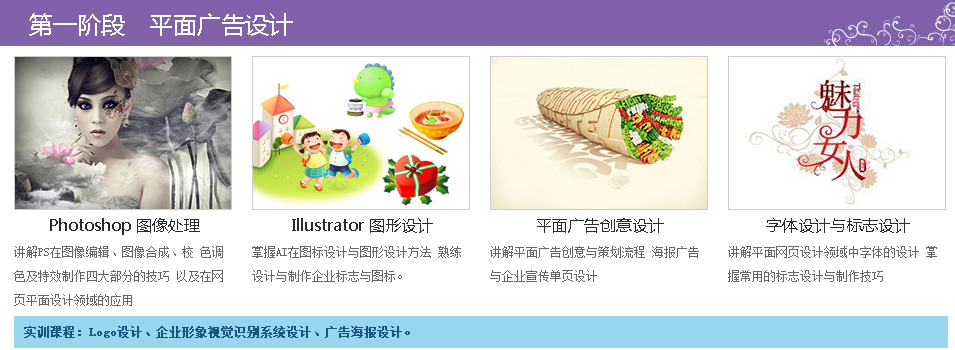 第一阶段 平面广告设计
魅力女人
Photoshop 图像处理
Illustrator 图形设计
平面广告创意设计
字体设计与标志设计
讲解PS在图像编辑、图像合成、校 色调
色及特效制作四大部分的技巧 以及在网
页平面设计领域的应用
掌握AI在图标设计与图形设计方法 熟练
设计与制作企业标志与图标。
讲解平面广告创意与策划流程 海报广告
与企业宣传单页设计
讲解平面网页设计领域中字体的设计 掌
握常用的标志设计与制作技巧
实训课程：Logo设计、企业形象视觉识别系统设计、广告海报设计。